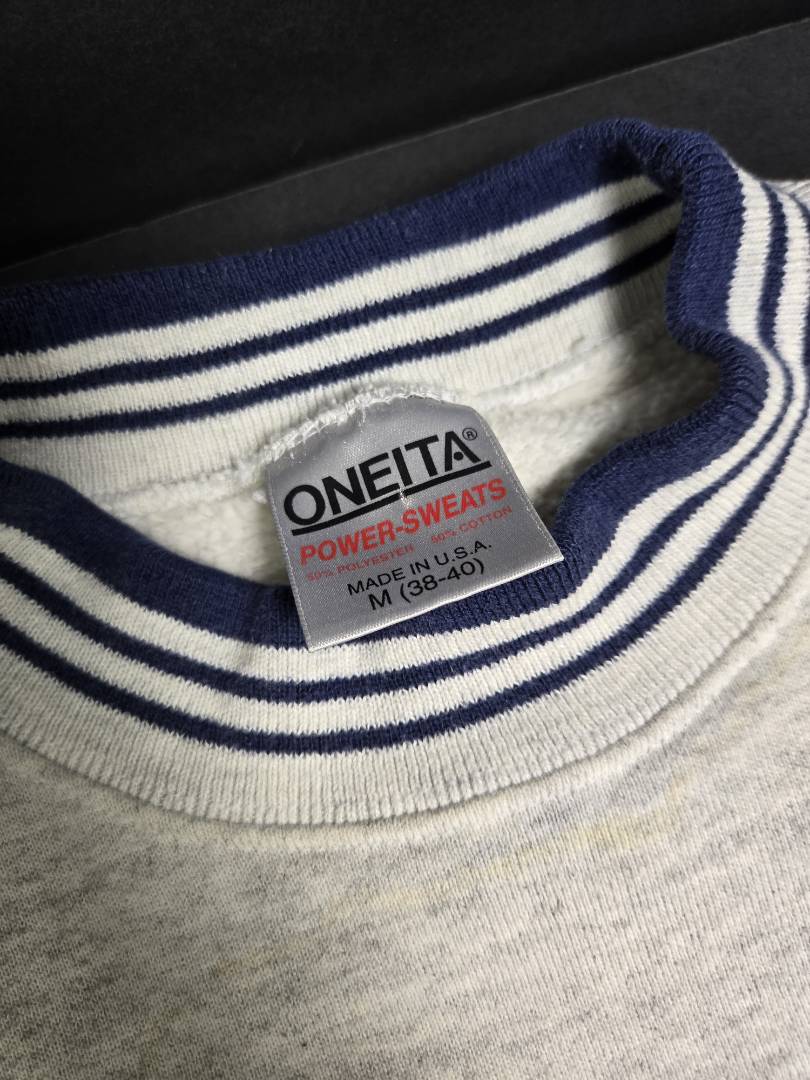 ONEITA®
POWER-SWEATS
50% POLYESTER 50% COTTON
MADE IN U.S.A.
M (38-40)